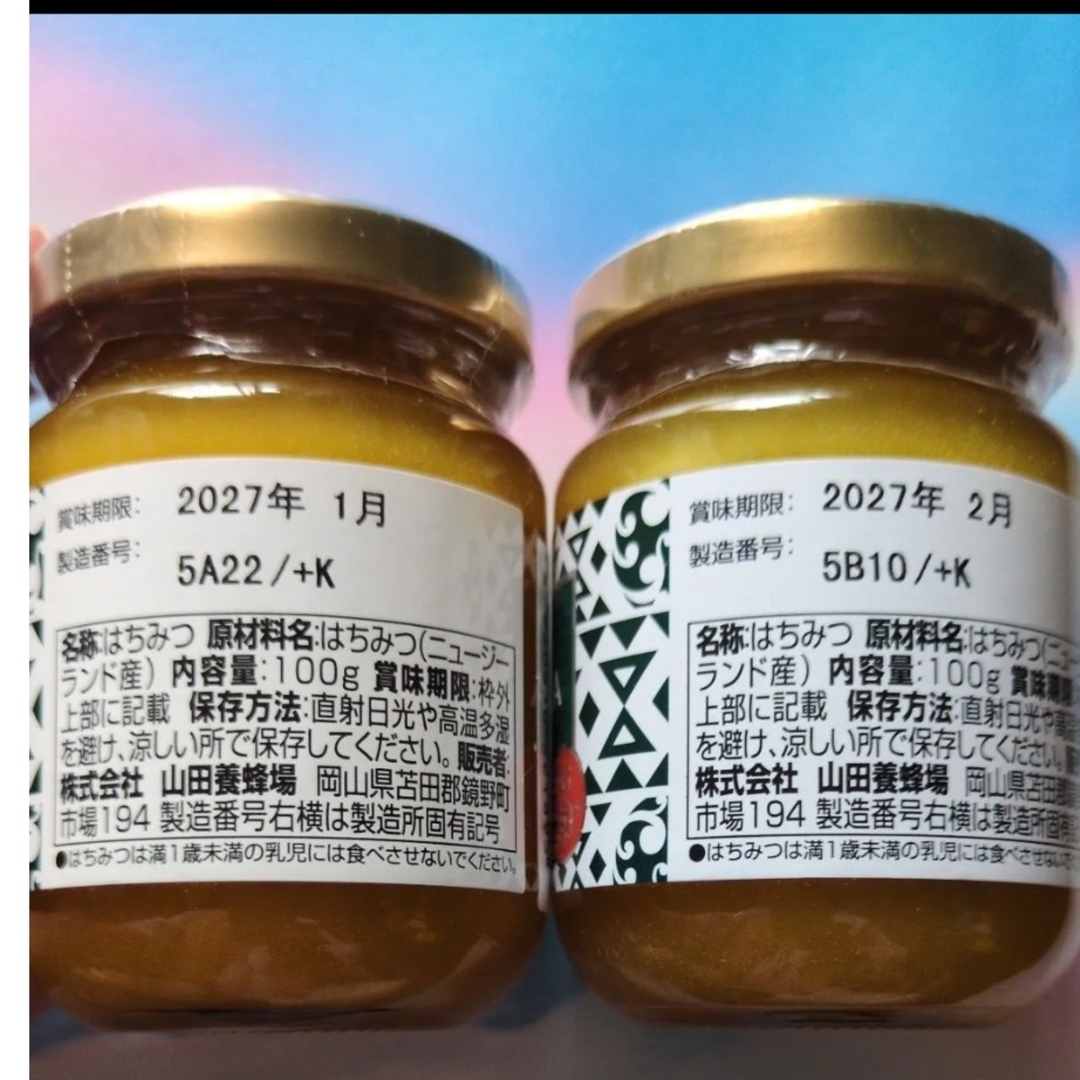 賞味期限: 2027年 1月
製造番号: 5A22/+K
名称:はちみつ 原材料名:はちみつ(ニュージー
ランド産) 内容量:100g 賞味期限:枠外
上部に記載 保存方法:直射日光や高温多湿
を避け、涼しい所で保存してください。 販売者:
株式会社 山田養蜂場 岡山県苫田郡鏡野町
市場194 製造番号右横は製造所固有記号
●はちみつは満1歳未満の乳児には食べさせないでください。
賞味期限: 2027年 2月
製造番号: 5B10/+K
名称:はちみつ 原材料名:はちみつ(ニュー
ランド産) 内容量:100g 賞味期
上部に記載 保存方法:直射日光や高
を避け、涼しい所で保存してください。
株式会社 山田養蜂場 岡山県苫田郡
市場194 製造番号右横は製造所固有
●はちみつは満1歳未満の乳児には食べさせないで